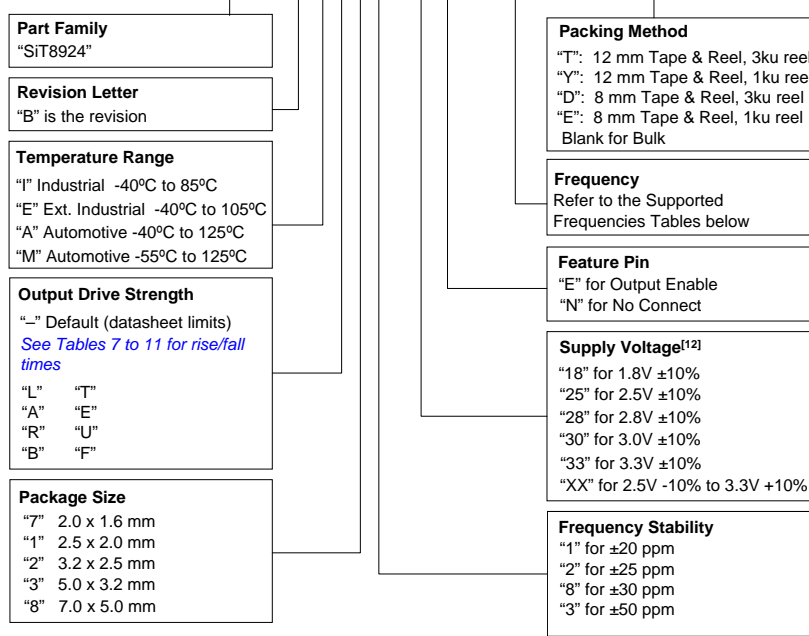 Part Family
“SiT8924”
Revision Letter
“B” is the revision
Temperature Range
“I” Industrial -40ºC to 85ºC
“E” Ext. Industrial -40ºC to 105ºC
“A” Automotive -40ºC to 125ºC
“M” Automotive -55ºC to 125ºC
Output Drive Strength
“–” Default (datasheet limits)
See Tables 7 to 11 for rise/fall
times
“L” “T”
“A” “E”
“R” “U”
“B” “F”
Package Size
“7” 2.0 x 1.6 mm
“1” 2.5 x 2.0 mm
“2” 3.2 x 2.5 mm
“3” 5.0 x 3.2 mm
“8” 7.0 x 5.0 mm
Packing Method
“T”: 12 mm Tape & Reel, 3ku reel
“Y”: 12 mm Tape & Reel, 1ku reel
“D”: 8 mm Tape & Reel, 3ku reel
“E”: 8 mm Tape & Reel, 1ku reel
Blank for Bulk
Frequency
Refer to the Supported
Frequencies Tables below
Feature Pin
“E” for Output Enable
“N” for No Connect
Supply Voltage[12]
“18” for 1.8V ±10%
“25” for 2.5V ±10%
“28” for 2.8V ±10%
“30” for 3.0V ±10%
“33” for 3.3V ±10%
“XX” for 2.5V -10% to 3.3V +10%
Frequency Stability
“1” for ±20 ppm
“2” for ±25 ppm
“8” for ±30 ppm
“3” for ±50 ppm